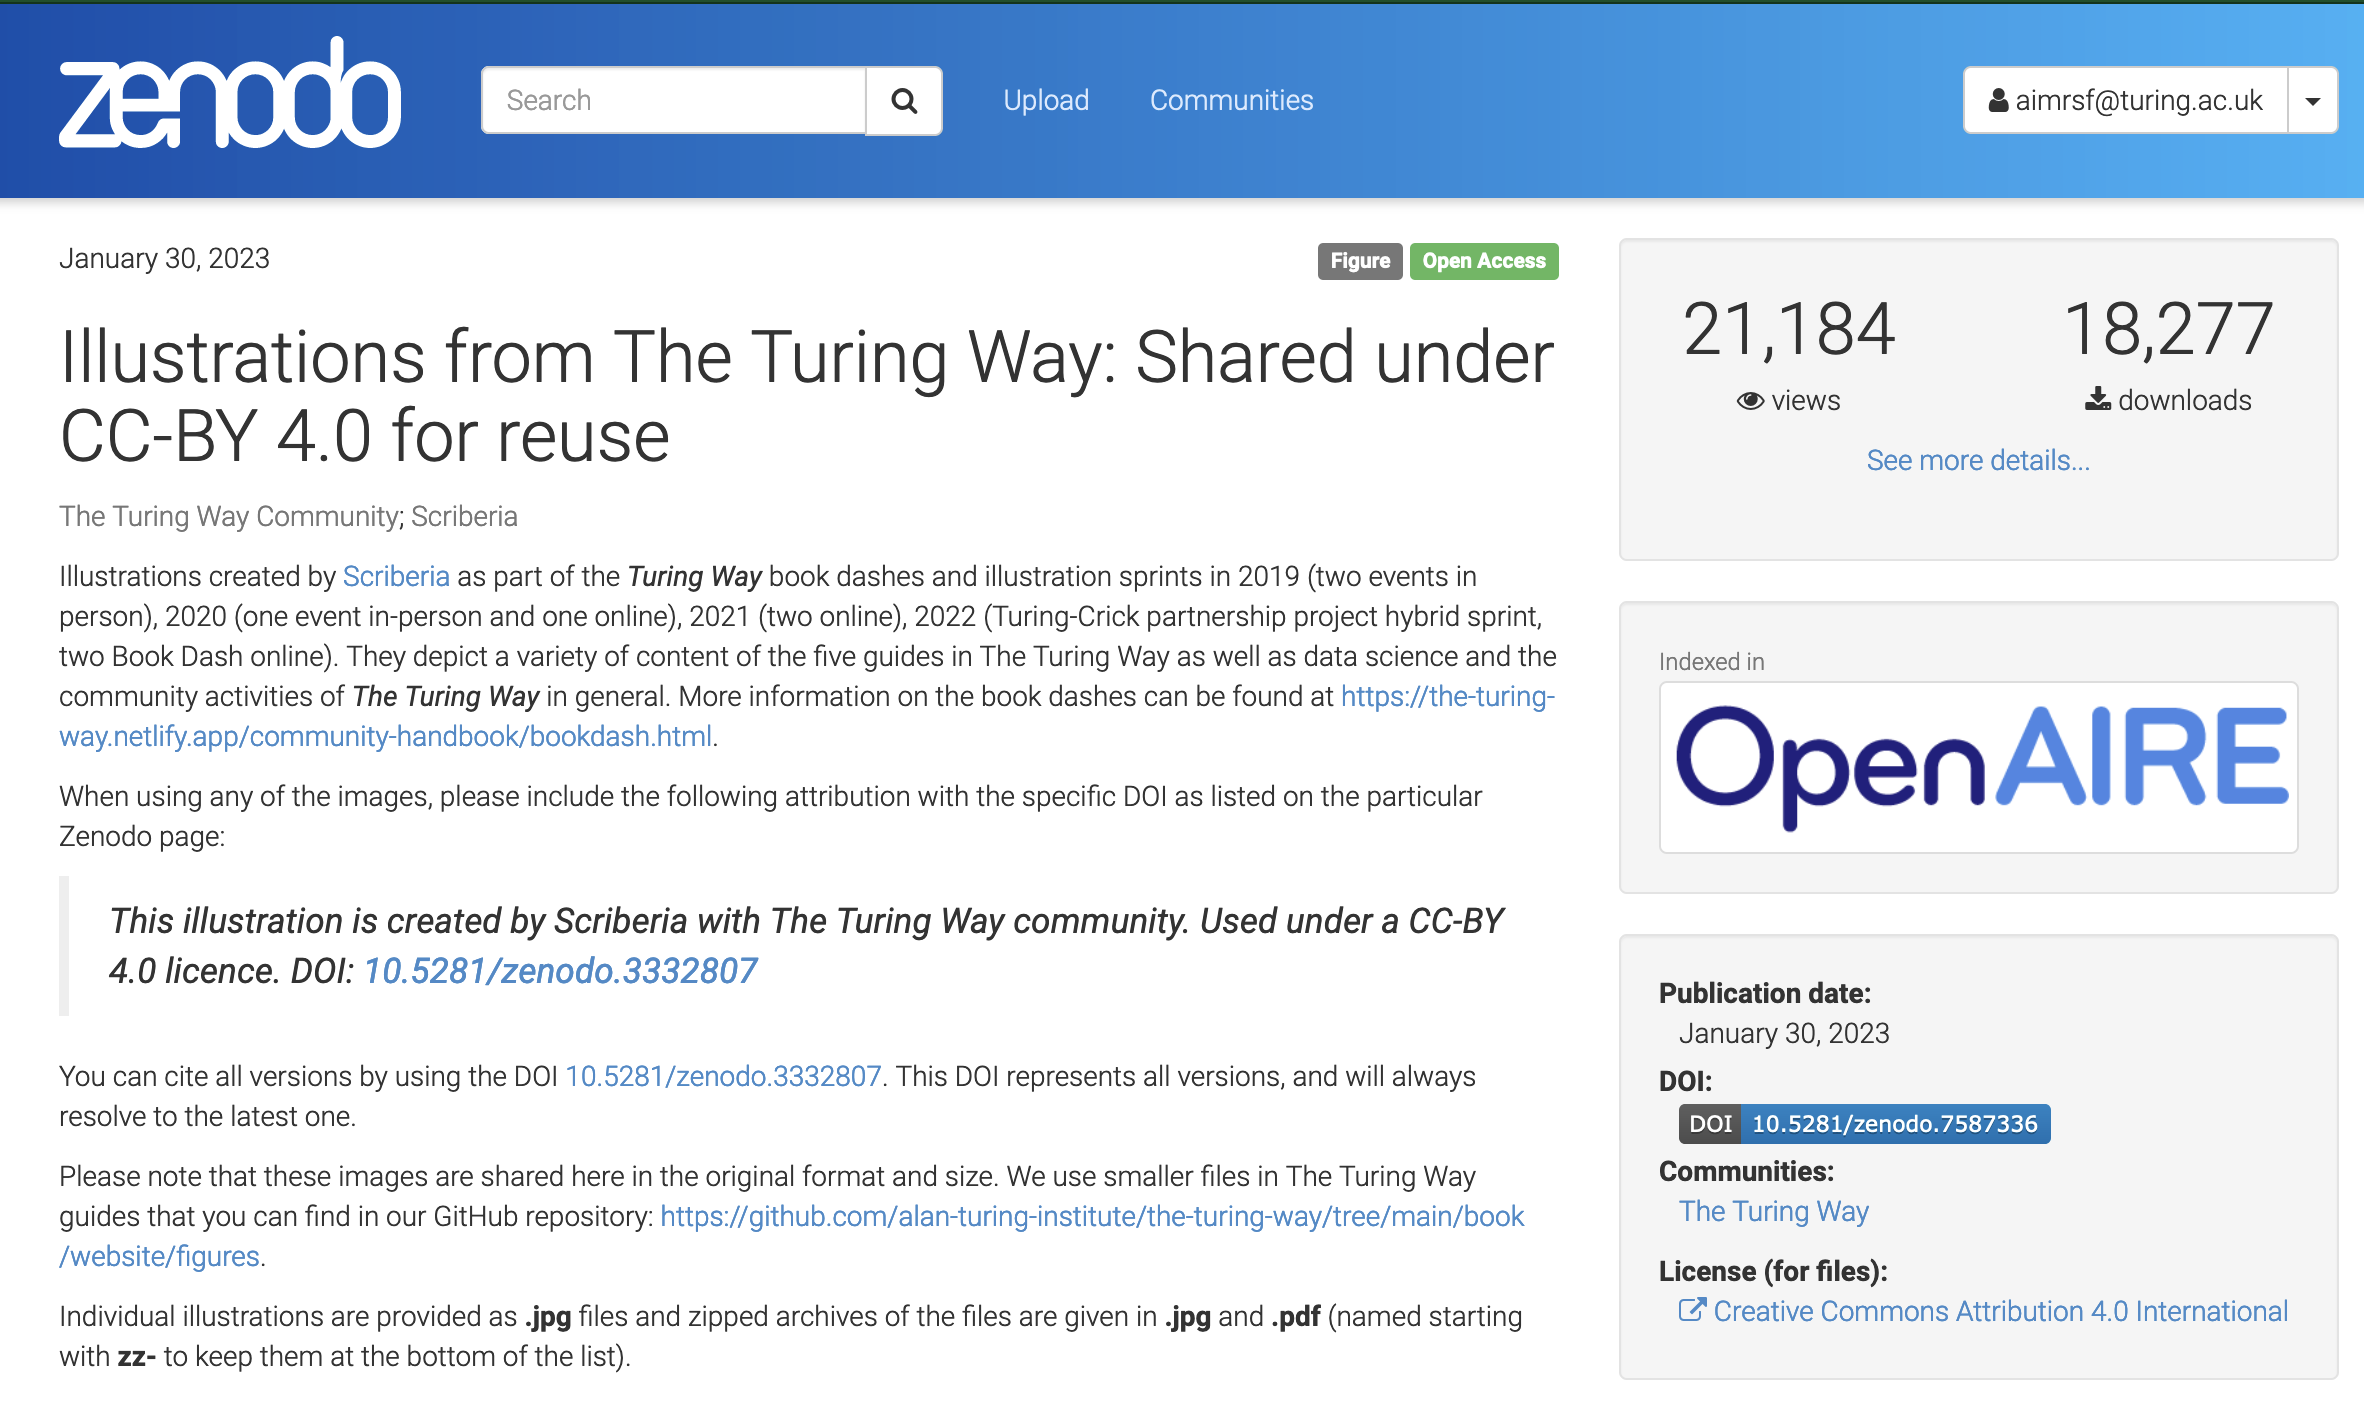 zenodo
Search
Upload
Communities
aimrsf@turing.ac.uk
January 30, 2023
Figure
Open Access
Illustrations from The Turing Way: Shared under
CC-BY 4.0 for reuse
The Turing Way Community; Scriberia
Illustrations created by Scriberia as part of the Turing Way book dashes and illustration sprints in 2019 (two events in
person), 2020 (one event in-person and one online), 2021 (two online), 2022 (Turing-Crick partnership project hybrid sprint,
two Book Dash online). They depict a variety of content of the five guides in The Turing Way as well as data science and the
community activities of The Turing Way in general. More information on the book dashes can be found at https://the-turing-
way.netlify.app/community-handbook/bookdash.html.
When using any of the images, please include the following attribution with the specific DOI as listed on the particular
Zenodo page:
This illustration is created by Scriberia with The Turing Way community. Used under a CC-BY
4.0 licence. DOI: 10.5281/zenodo.3332807
You can cite all versions by using the DOI 10.5281/zenodo.3332807. This DOI represents all versions, and will always
resolve to the latest one.
Please note that these images are shared here in the original format and size. We use smaller files in The Turing Way
guides that you can find in our GitHub repository: https://github.com/alan-turing-institute/the-turing-way/tree/main/book
/website/figures.
Individual illustrations are provided as .jpg files and zipped archives of the files are given in .jpg and .pdf (named starting
with zz- to keep them at the bottom of the list).
21,184
views
18,277
downloads
See more details...
Indexed in
OpenAIRE
Publication date:
January 30, 2023
DOI:
DOI 10.5281/zenodo.7587336
Communities:
The Turing Way
License (for files):
Creative Commons Attribution 4.0 International